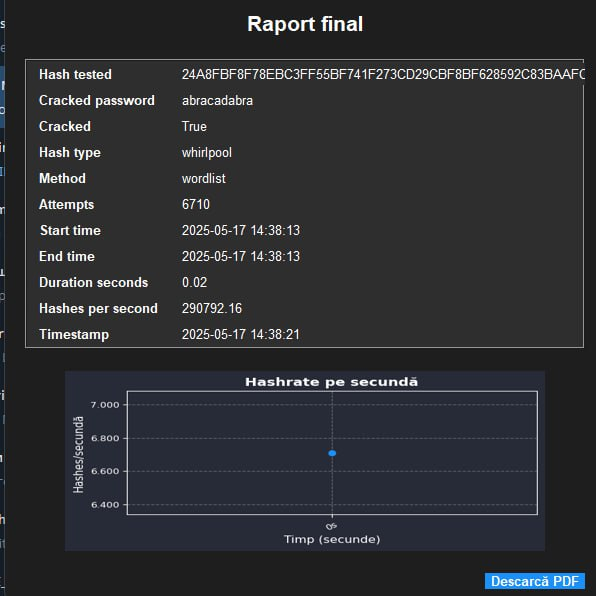 Raport final
Hash tested 24A8FBF8F78EBC3FF55BF741F273CD29CBF8BF628592C83BAAFC
Cracked password abracadabra
Cracked True
Hash type whirlpool
Method wordlist
Attempts 6710
Start time 2025-05-17 14:38:13
End time 2025-05-17 14:38:13
Duration seconds 0.02
Hashes per second 290792.16
Timestamp 2025-05-17 14:38:21
Hashrate pe secundă
Hashes/secundă
7.000
6.800
6.600
6.400
0s
Timp (secunde)
Descarcă PDF